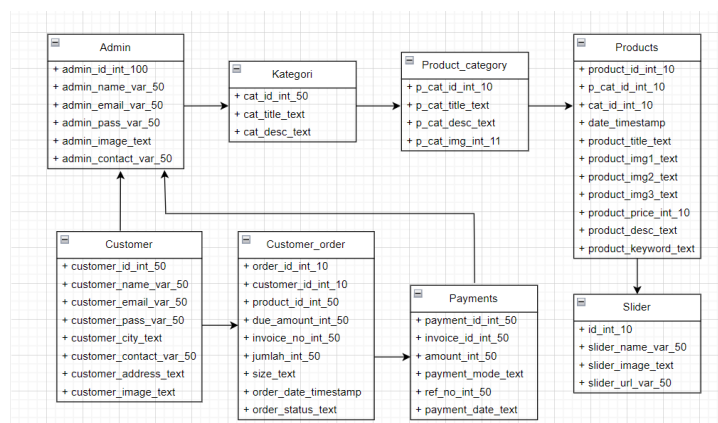 Admin
+ admin_id_int_100
+ admin_name_var_50
+ admin_email_var_50
+ admin_pass_var_50
+ admin_image_text
+ admin_contact_var_50
Kategori
+ cat_id_int_50
+ cat_title_text
+ cat_desc_text
Product_category
+ p_cat_id_int_10
+ p_cat_title_text
+ p_cat_desc_text
+ p_cat_img_int_11
Products
+ product_id_int_10
+ p_cat_id_int_10
+ cat_id_int_10
+ date_timestamp
+ product_title_text
+ product_img1_text
+ product_img2_text
+ product_img3_text
+ product_price_int_10
+ product_desc_text
+ product_keyword_text
Customer
+ customer_id_int_50
+ customer_name_var_50
+ customer_email_var_50
+ customer_pass_var_50
+ customer_city_text
+ customer_contact_var_50
+ customer_address_text
+ customer_image_text
Customer_order
+ order_id_int_10
+ customer_id_int_10
+ product_id_int_50
+ due_amount_int_50
+ invoice_no_int_50
+ jumlah_int_50
+ size_text
+ order_date_timestamp
+ order_status_text
Payments
+ payment_id_int_50
+ invoice_id_int_50
+ amount_int_50
+ payment_mode_text
+ ref_no_int_50
+ payment_date_text
Slider
+ id_int_10
+ slider_name_var_50
+ slider_image_text
+ slider_url_var_50